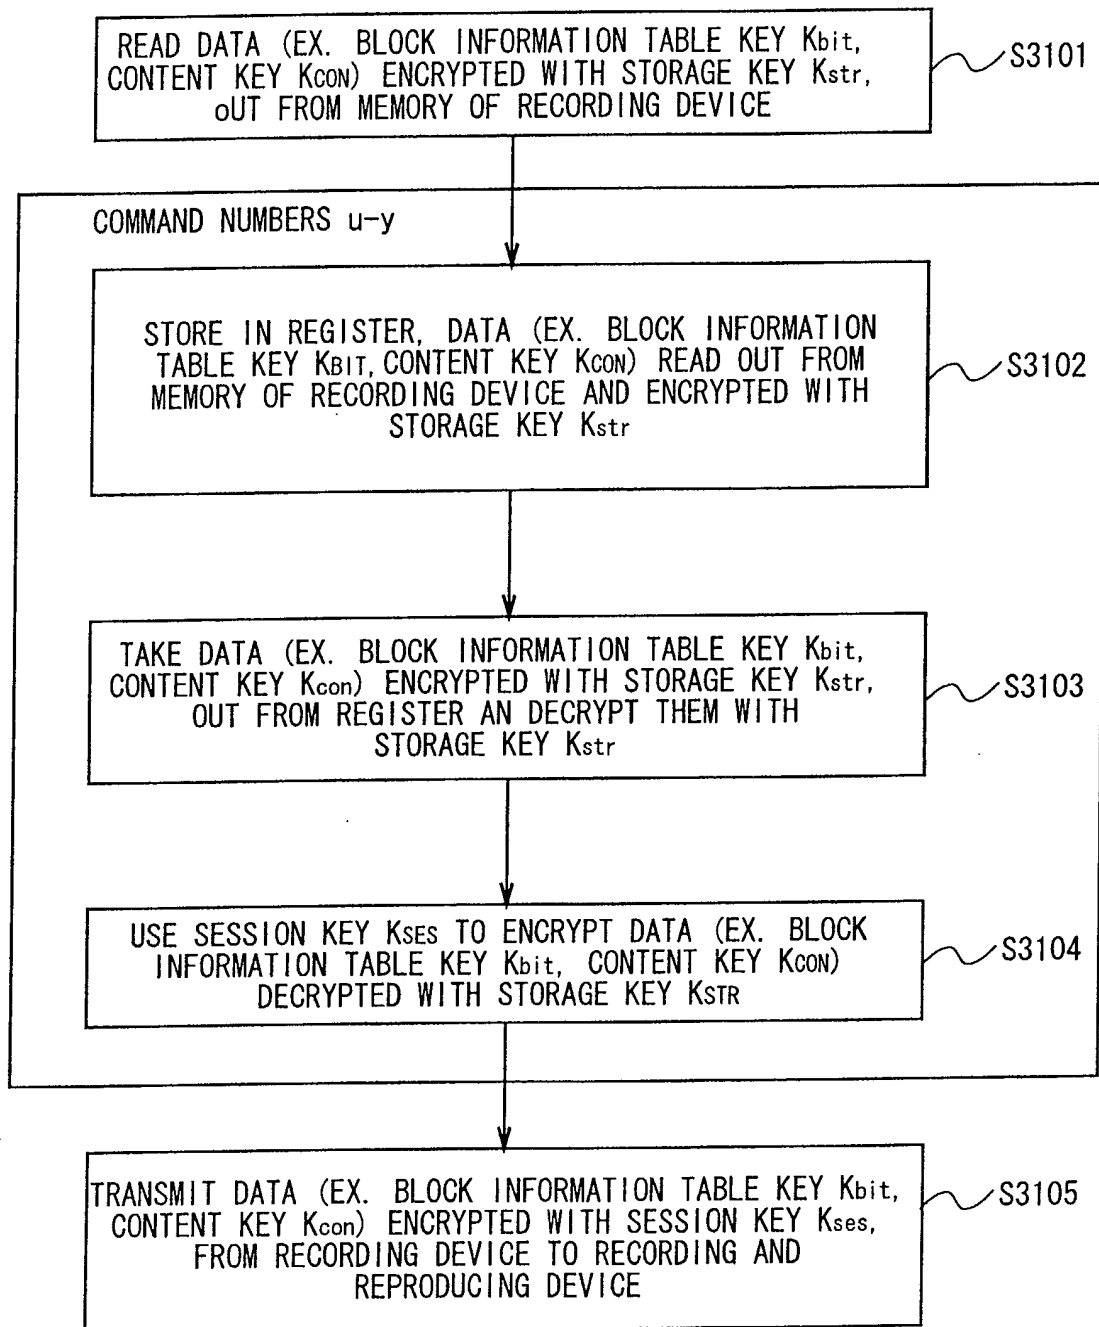 READ DATA (EX. BLOCK INFORMATION TABLE KEY Kbit,
CONTENT KEY KCON) ENCRYPTED WITH STORAGE KEY Kstr,
oUT FROM MEMORY OF RECORDING DEVICE
S3101
COMMAND NUMBERS u-y
STORE IN REGISTER, DATA (EX. BLOCK INFORMATION
TABLE KEY KBIT, CONTENT KEY KCON) READ OUT FROM
MEMORY OF RECORDING DEVICE AND ENCRYPTED WITH
STORAGE KEY Kstr
S3102
TAKE DATA (EX. BLOCK INFORMATION TABLE KEY Kbit,
CONTENT KEY Kcon) ENCRYPTED WITH STORAGE KEY Kstr,
OUT FROM REGISTER AN DECRYPT THEM WITH
STORAGE KEY Kstr
S3103
USE SESSION KEY KSES TO ENCRYPT DATA (EX. BLOCK
INFORMATION TABLE KEY Kbit, CONTENT KEY KCON)
DECRYPTED WITH STORAGE KEY KSTR
S3104
TRANSMIT DATA (EX. BLOCK INFORMATION TABLE KEY Kbit,
CONTENT KEY Kcon) ENCRYPTED WITH SESSION KEY Kses,
FROM RECORDING DEVICE TO RECORDING AND
REPRODUCING DEVICE
S3105